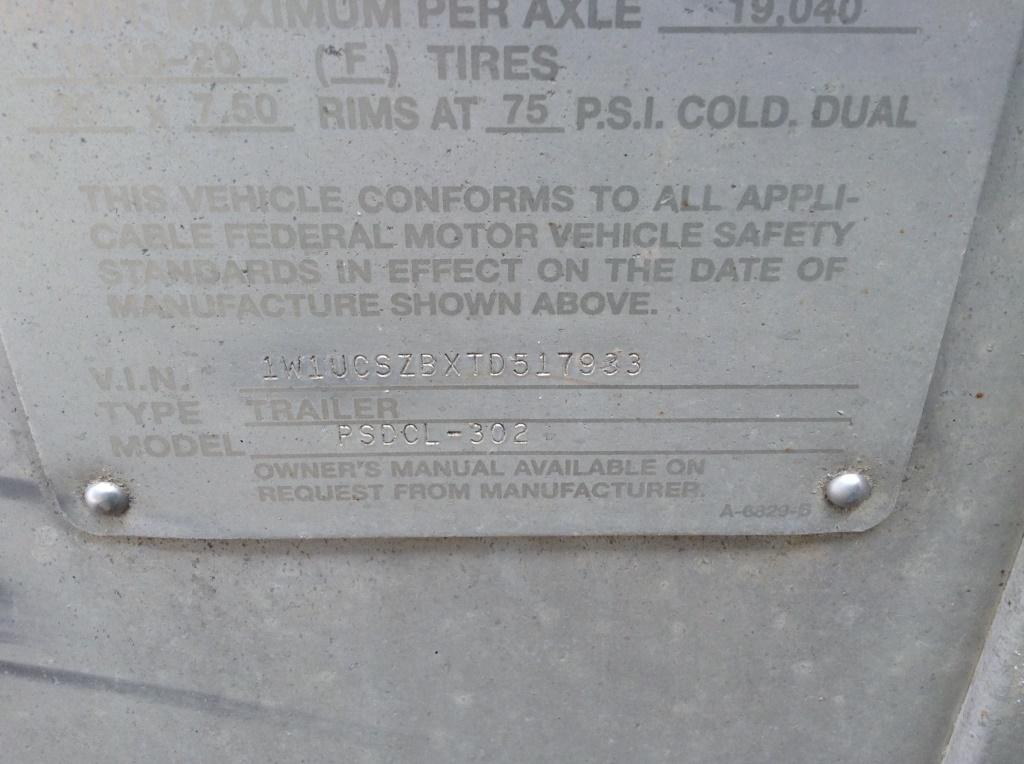 MAXIMUM PER AXLE 19,040
-20 (F) TIRES
20 x 7.50 RIMS AT 75 P.S.I. COLD. DUAL
THIS VEHICLE CONFORMS TO ALL APPLI-
CABLE FEDERAL MOTOR VEHICLE SAFETY
STANDARDS IN EFFECT ON THE DATE OF
MANUFACTURE SHOWN ABOVE.
V.I.N. 1W1UCSZBXTD517933
TYPE TRAILER
MODEL PSDCL-302
OWNER'S MANUAL AVAILABLE ON
REQUEST FROM MANUFACTURER.
A-6829-B